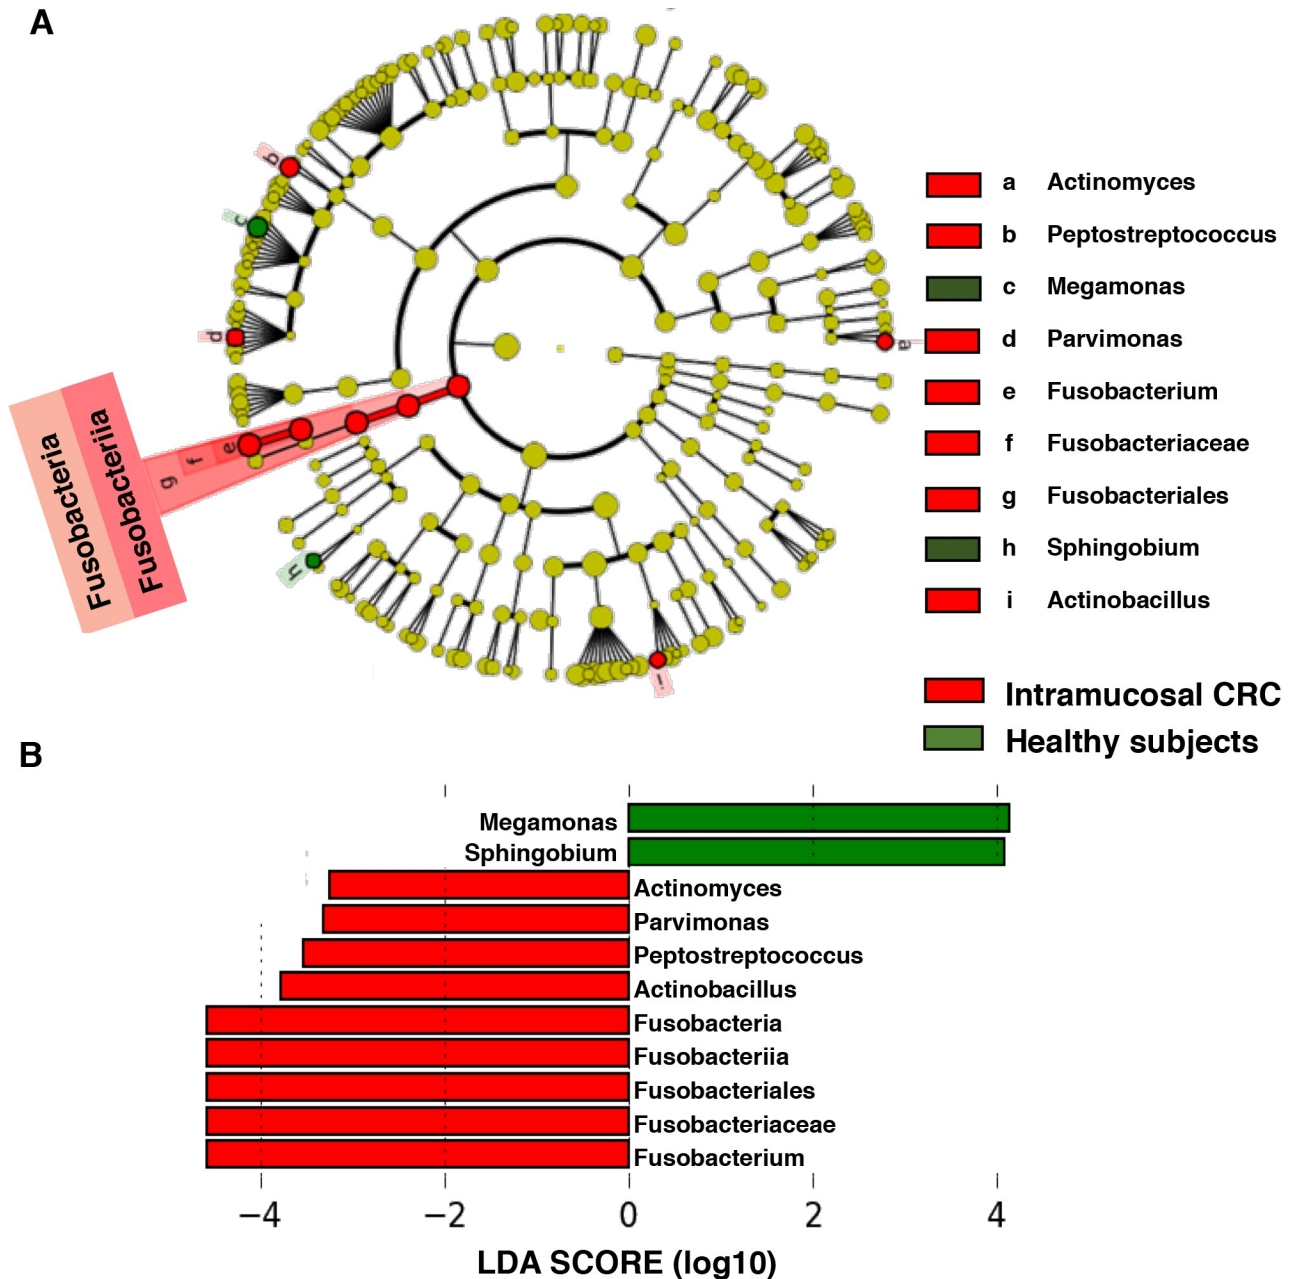 A
b
c
d
a
e
f
g
h
i
Fusobacteria
Fusobacteriia
a Actinomyces
b Peptostreptococcus
c Megamonas
d Parvimonas
e Fusobacterium
f Fusobacteriaceae
g Fusobacteriales
h Sphingobium
i Actinobacillus
Intramucosal CRC
Healthy subjects
B
Megamonas
Sphingobium
Actinomyces
Parvimonas
Peptostreptococcus
Actinobacillus
Fusobacteria
Fusobacteriia
Fusobacteriales
Fusobacteriaceae
Fusobacterium
−4 −2 0 2 4
LDA SCORE (log10)